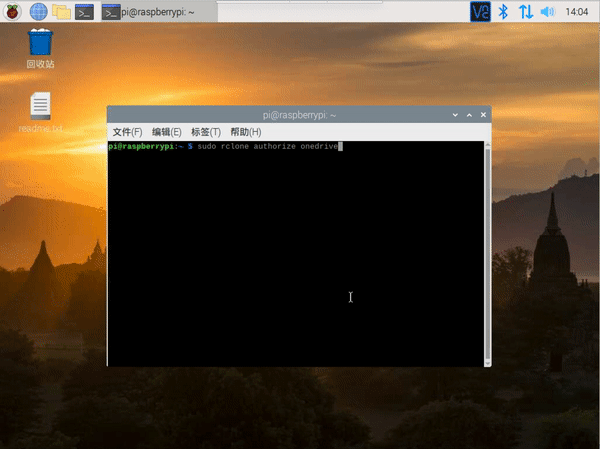 pi@raspberrypi: ~
14:04
回收站
readme.txt
pi@raspberrypi: ~
文件(F) 编辑(E) 标签(T) 帮助(H)
pi@raspberrypi:~ $ sudo rclone authorize onedrive